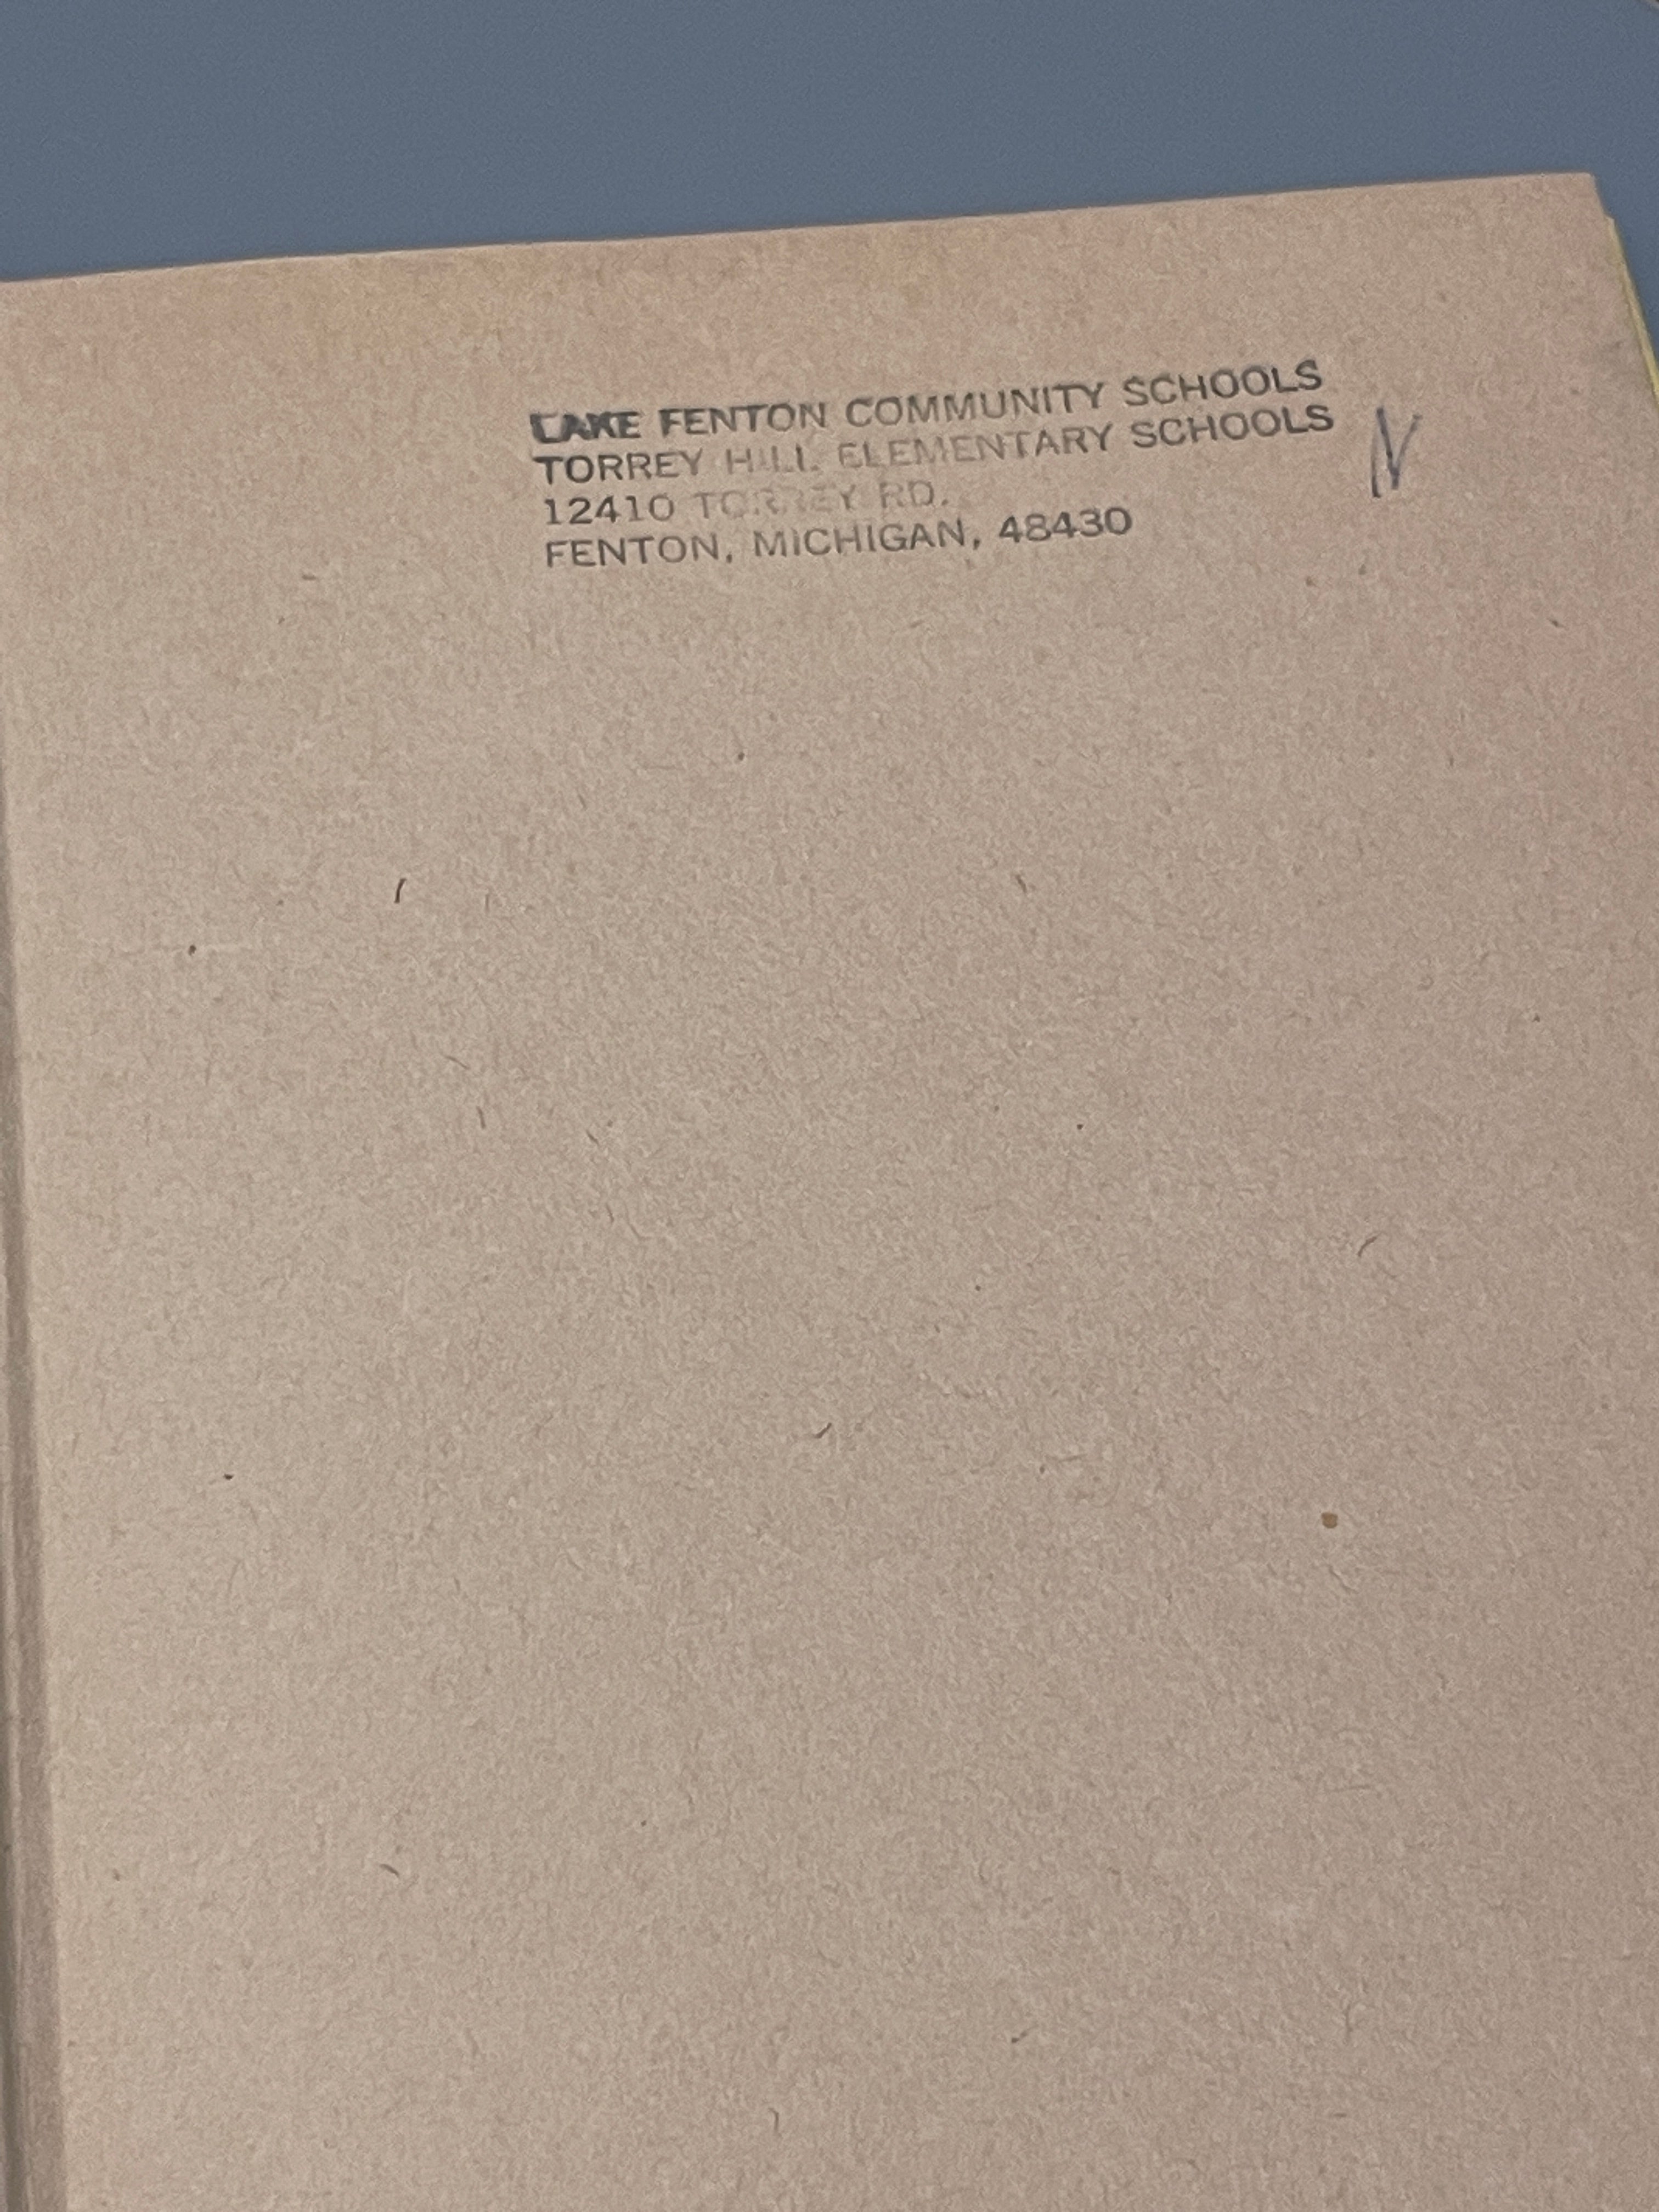 LAKE FENTON COMMUNITY SCHOOLS
TORREY HILL ELEMENTARY SCHOOLS
12410 TORREY RD.
FENTON, MICHIGAN, 48430
N